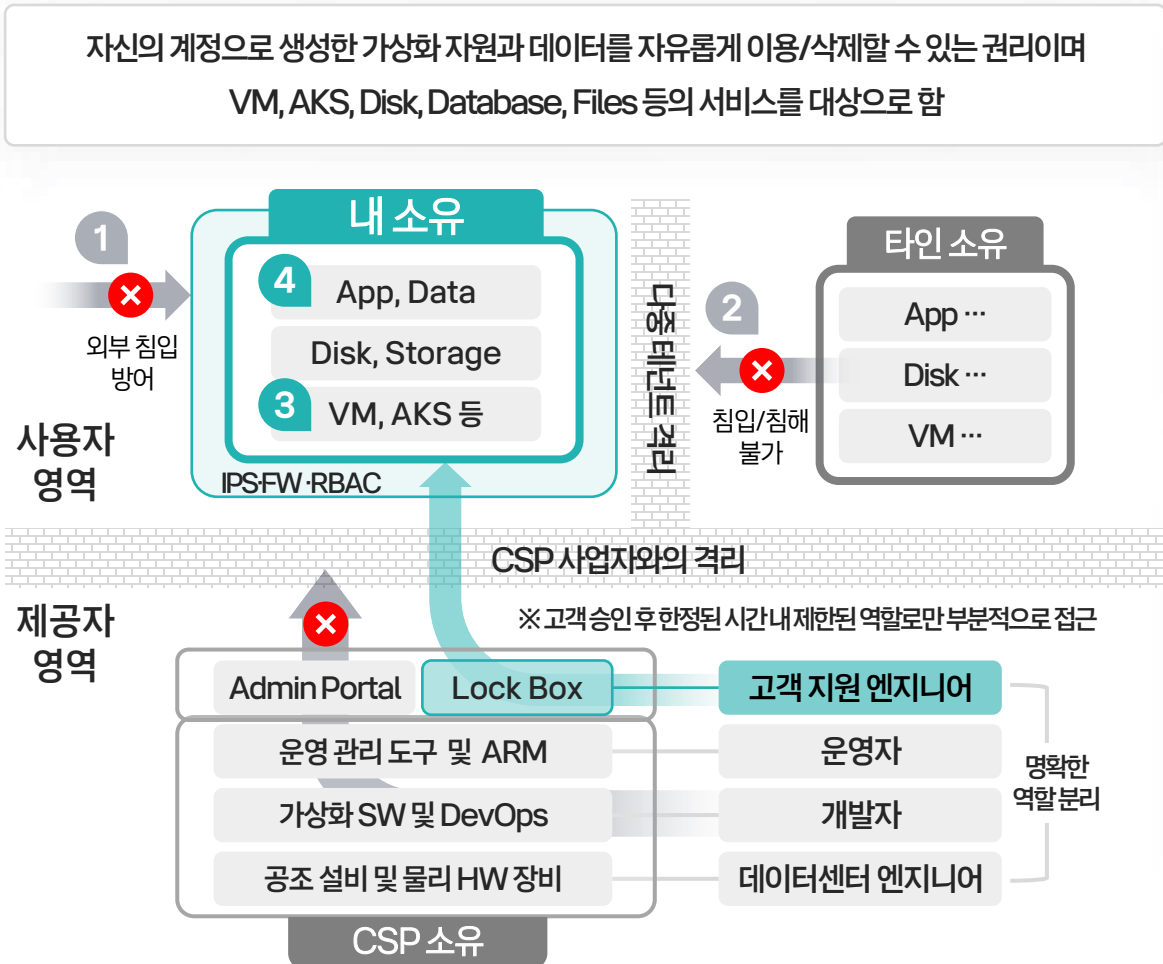 자신의 계정으로 생성한 가상화 자원과 데이터를 자유롭게 이용/삭제할 수 있는 권리이며
VM, AKS, Disk, Database, Files 등의 서비스를 대상으로 함
1
외부 침입
방어
내 소유
4
App, Data
Disk, Storage
3
VM, AKS 등
IPS·FW·RBAC
다중 테넌트 격리
2
침입/침해
불가
타인 소유
App ···
Disk ···
VM ···
사용자
영역
CSP 사업자와의 격리
제공자
영역
※ 고객 승인 후 한정된 시간 내 제한된 역할로만 부분적으로 접근
Admin Portal
Lock Box
고객 지원 엔지니어
운영 관리 도구 및 ARM
운영자
가상화 SW 및 DevOps
개발자
공조 설비 및 물리 HW 장비
데이터센터 엔지니어
명확한
역할 분리
CSP 소유